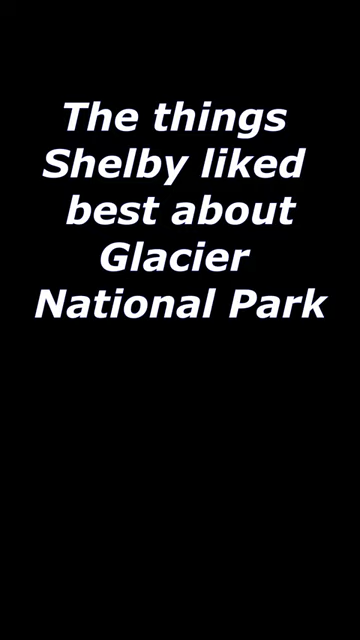 The things
Shelby liked
best about
Glacier
National Park